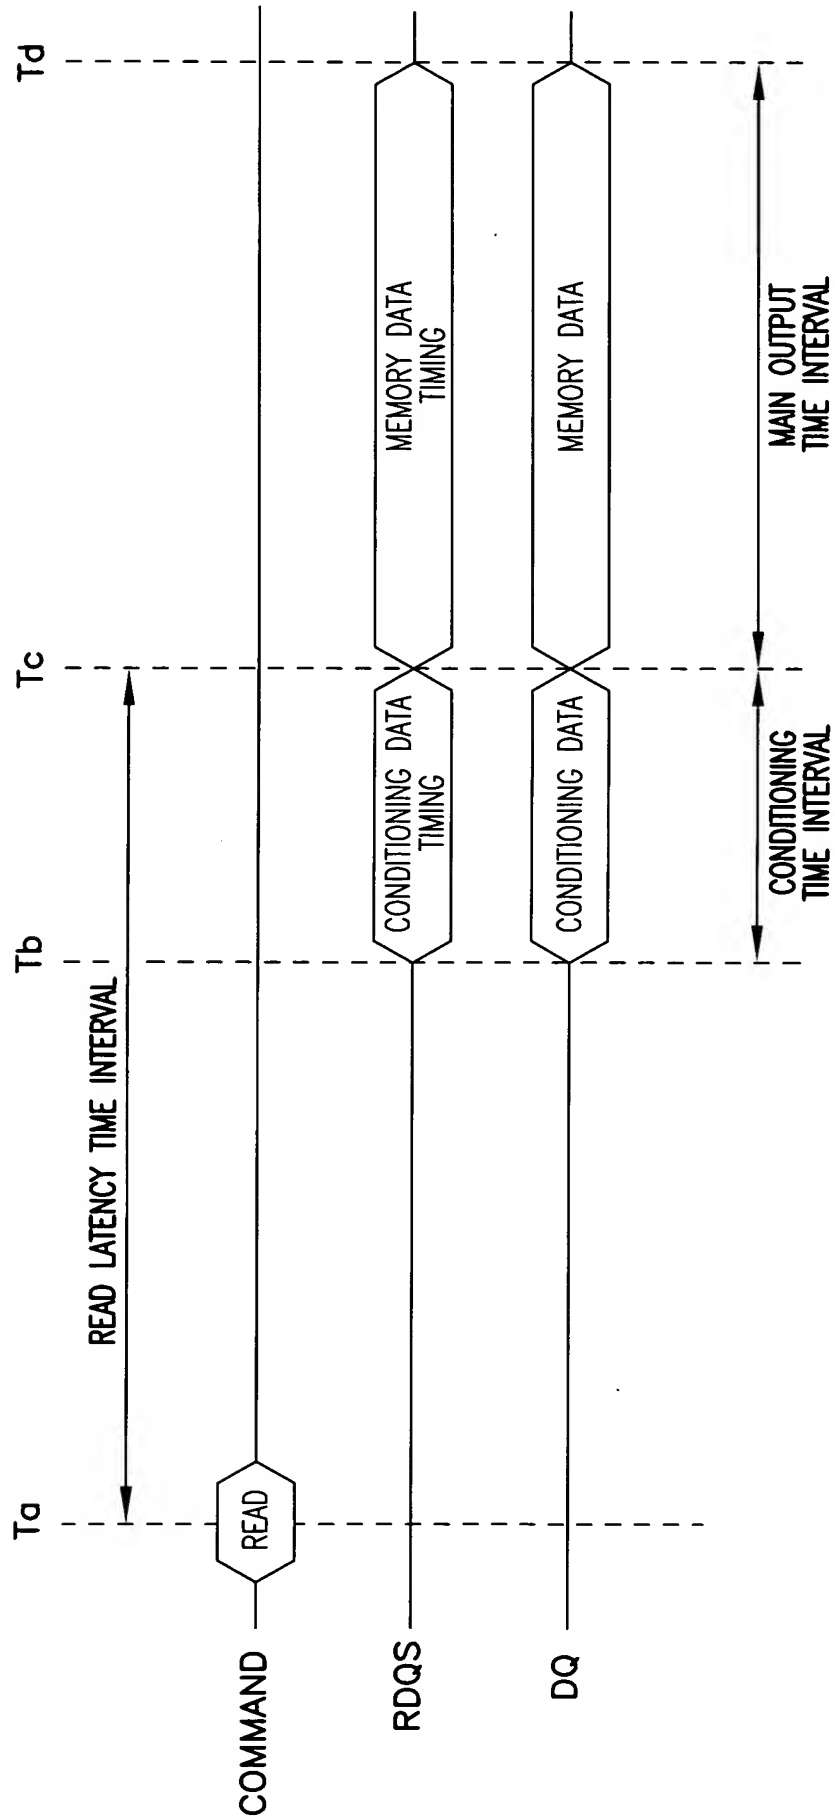 Ta
Tb
Tc
Td
READ LATENCY TIME INTERVAL
COMMAND
READ
RDQS
CONDITIONING DATA
TIMING
MEMORY DATA
TIMING
DQ
CONDITIONING DATA
MEMORY DATA
CONDITIONING
TIME INTERVAL
MAIN OUTPUT
TIME INTERVAL